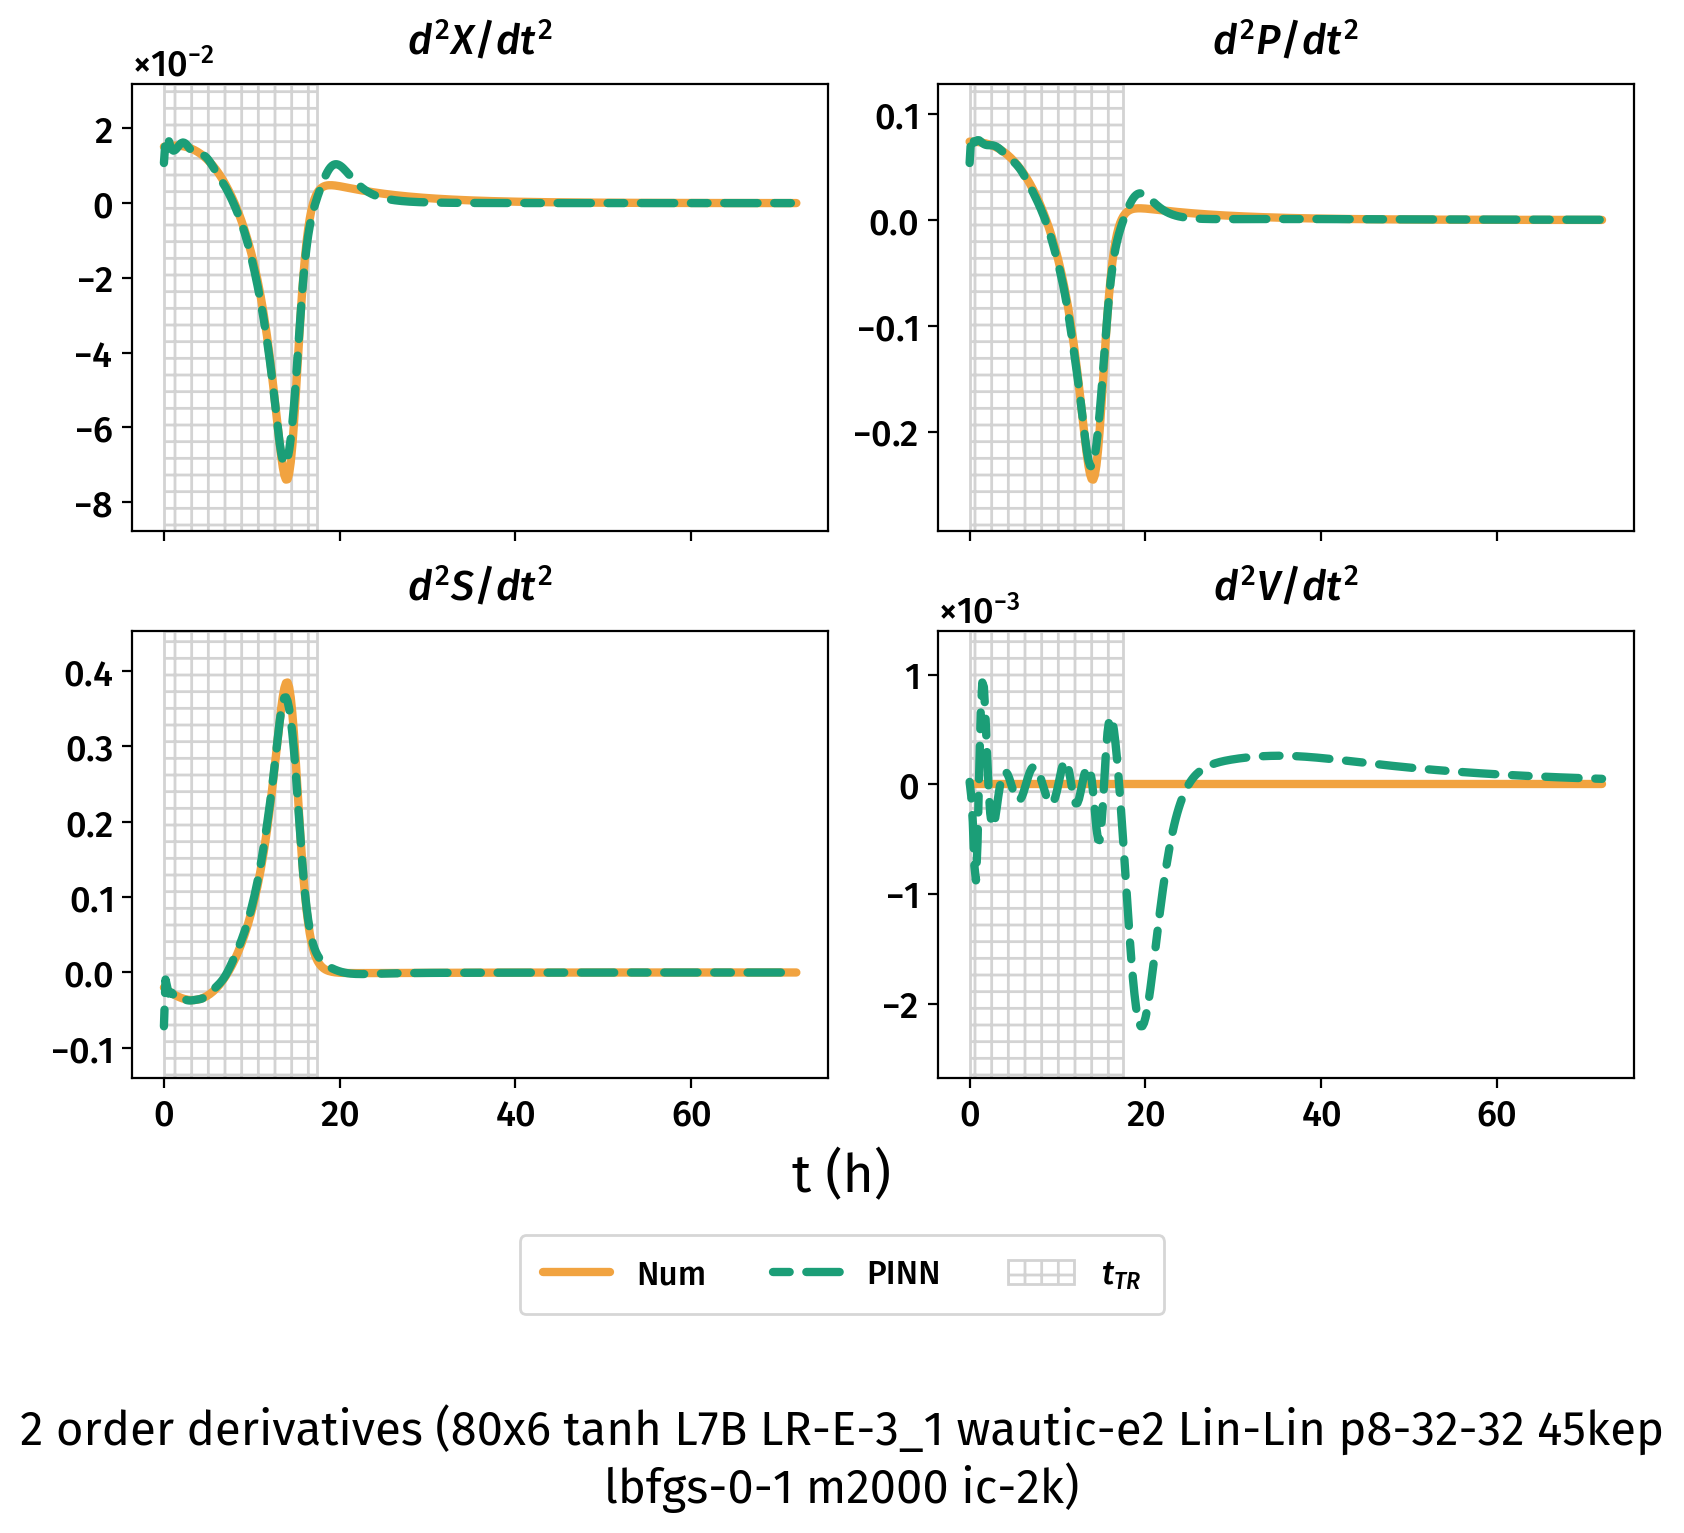 d²X/dt²
×10⁻²
2
0
−2
−4
−6
−8
d²P/dt²
0.1
0.0
−0.1
−0.2
d²S/dt²
0.4
0.3
0.2
0.1
0.0
−0.1
0 20 40 60
d²V/dt²
×10⁻³
1
0
−1
−2
0 20 40 60
t (h)
Num PINN t_TR
2 order derivatives (80x6 tanh L7B LR-E-3_1 wautic-e2 Lin-Lin p8-32-32 45kep
lbfgs-0-1 m2000 ic-2k)